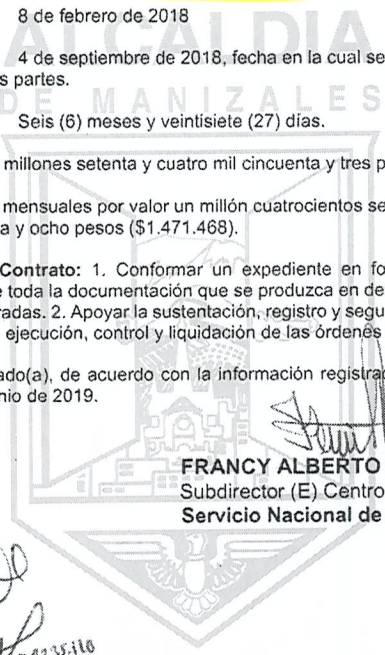 ALCALDIA
DE MANIZALES
8 de febrero de 2018
4 de septiembre de 2018, fecha en la cual se
s partes.
Seis (6) meses y veintisiete (27) días.
millones setenta y cuatro mil cincuenta y tres p
mensuales por valor un millón cuatrocientos se
a y ocho pesos ($1.471.468).
Contrato: 1. Conformar un expediente en fo
e toda la documentación que se produzca en de
radas. 2. Apoyar la sustentación, registro y segu
ejecución, control y liquidación de las órdenes
ado(a), de acuerdo con la información registrad
nio de 2019.
FRANCY ALBERTO
Subdirector (E) Centro
Servicio Nacional de